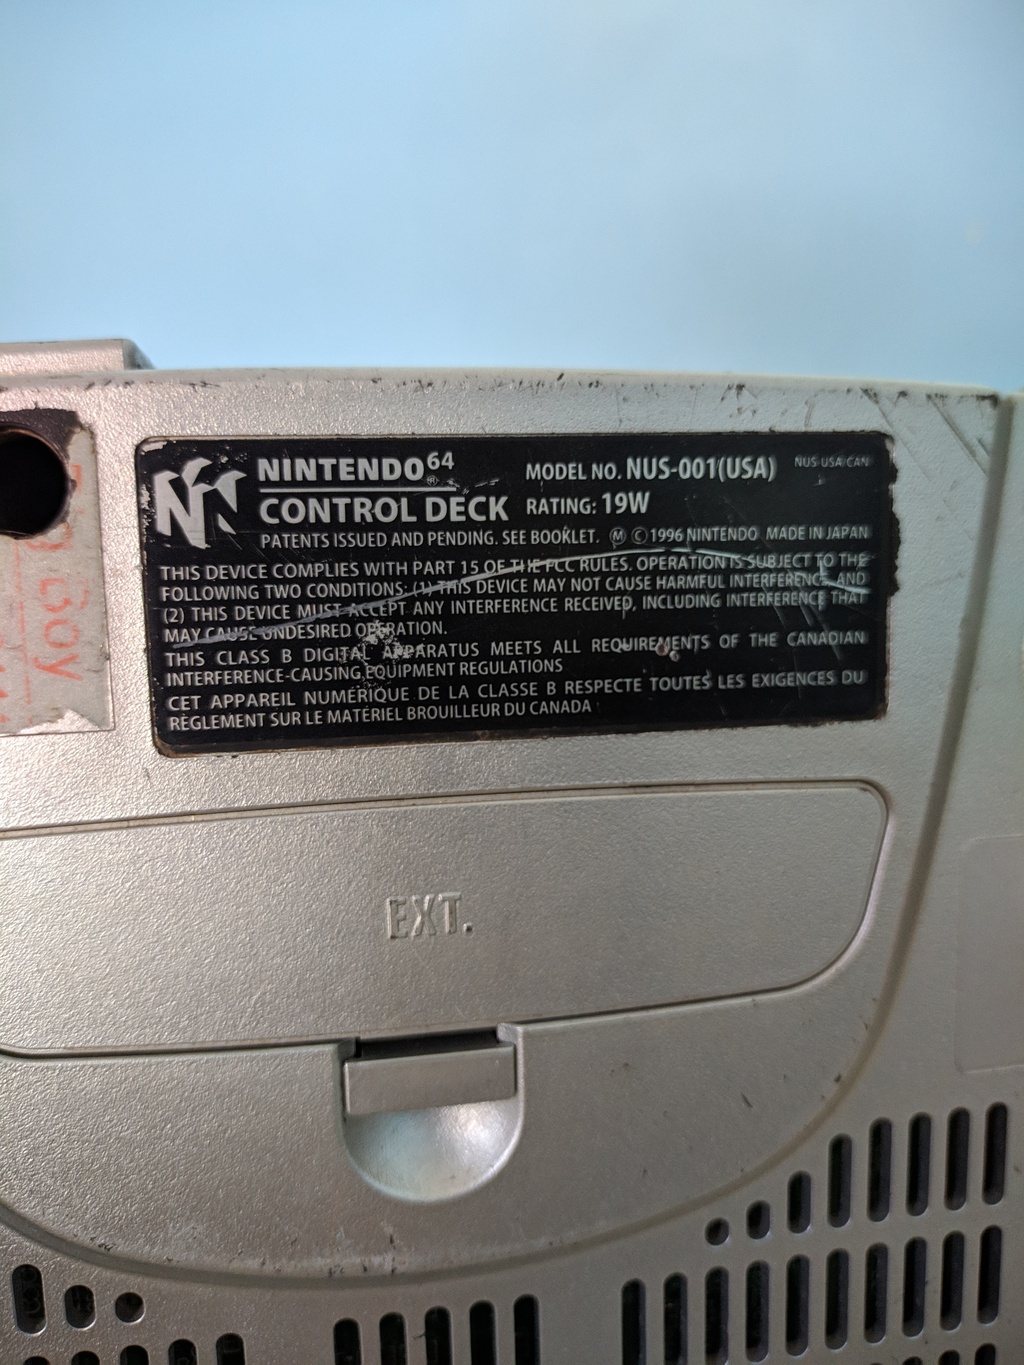 NINTENDO64®
CONTROL DECK
MODEL NO. NUS-001(USA)
NUS-USA/CAN
RATING: 19W
PATENTS ISSUED AND PENDING. SEE BOOKLET. Ⓜ ©1996 NINTENDO MADE IN JAPAN
THIS DEVICE COMPLIES WITH PART 15 OF THE FCC RULES. OPERATION IS SUBJECT TO THE
FOLLOWING TWO CONDITIONS: (1) THIS DEVICE MAY NOT CAUSE HARMFUL INTERFERENCE, AND
(2) THIS DEVICE MUST ACCEPT ANY INTERFERENCE RECEIVED, INCLUDING INTERFERENCE THAT
MAY CAUSE UNDESIRED OPERATION.
THIS CLASS B DIGITAL APPARATUS MEETS ALL REQUIREMENTS OF THE CANADIAN
INTERFERENCE-CAUSING EQUIPMENT REGULATIONS
CET APPAREIL NUMÉRIQUE DE LA CLASSE B RESPECTE TOUTES LES EXIGENCES DU
RÈGLEMENT SUR LE MATÉRIEL BROUILLEUR DU CANADA
BOY
EXT.